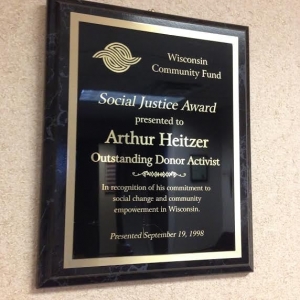 Wisconsin
Community Fund
Social Justice Award
presented to
Arthur Heitzer
Outstanding Donor Activist
In recognition of his commitment to
social change and community
empowerment in Wisconsin.
Presented September 19, 1998